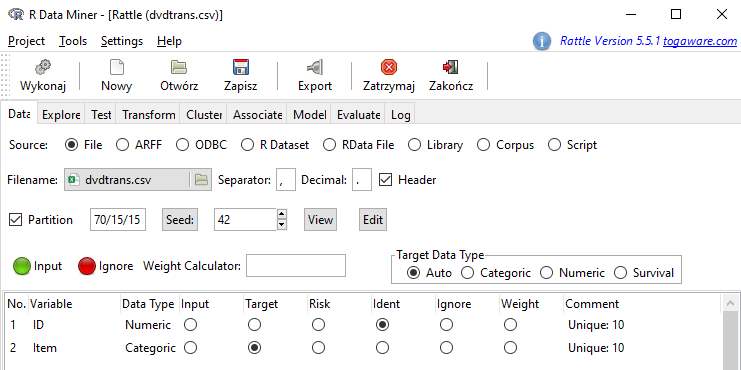 R Data Miner - [Rattle (dvdtrans.csv)]
Project Tools Settings Help Rattle Version 5.5.1 togaware.com
Wykonaj Nowy Otwórz Zapisz Export Zatrzymaj Zakończ
Data Explore Test Transform Cluster Associate Model Evaluate Log
Source: File ARFF ODBC R Dataset RData File Library Corpus Script
Filename: dvdtrans.csv Separator: , Decimal: . Header
Partition 70/15/15 Seed: 42 View Edit
Target Data Type
Input Ignore Weight Calculator: Auto Categoric Numeric Survival
No. Variable Data Type Input Target Risk Ident Ignore Weight Comment
1 ID Numeric Unique: 10
2 Item Categoric Unique: 10